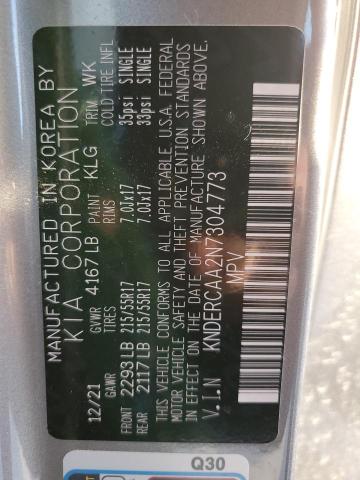 MANUFACTURED IN KOREA BY
KIA CORPORATION
12/21 GVWR 4167 LB PAINT KLG TRIM WK
TIRES RIMS COLD TIRE INFL
FRONT 2293 LB 215/55R17 7.0Jx17 35psi SINGLE
REAR 2117 LB 215/55R17 7.0Jx17 33psi SINGLE
THIS VEHICLE CONFORMS TO ALL APPLICABLE U.S.A. FEDERAL
MOTOR VEHICLE SAFETY AND THEFT PREVENTION STANDARDS
IN EFFECT ON THE DATE OF MANUFACTURE SHOWN ABOVE.
V.I.N KNDERCAA2N7304773
MPV
Q30